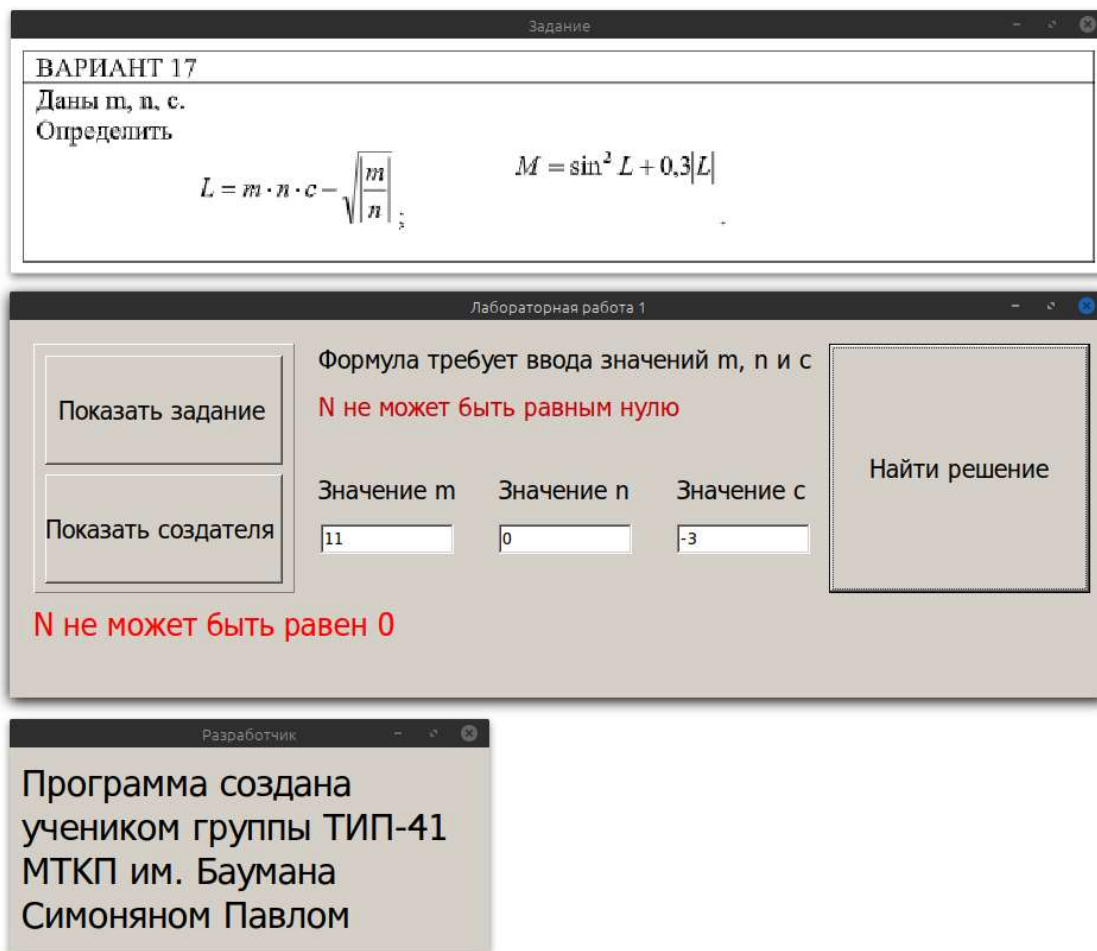 Задание
ВАРИАНТ 17
Даны m, n, c.
Определить
L = m · n · c − √|m/n| ;
M = sin² L + 0,3|L| .
Лабораторная работа 1
Показать задание
Показать создателя
Формула требует ввода значений m, n и c
N не может быть равным нулю
Значение m Значение n Значение c
11 0 -3
Найти решение
N не может быть равен 0
Разработчик
Программа создана
учеником группы ТИП-41
МТКП им. Баумана
Симоняном Павлом